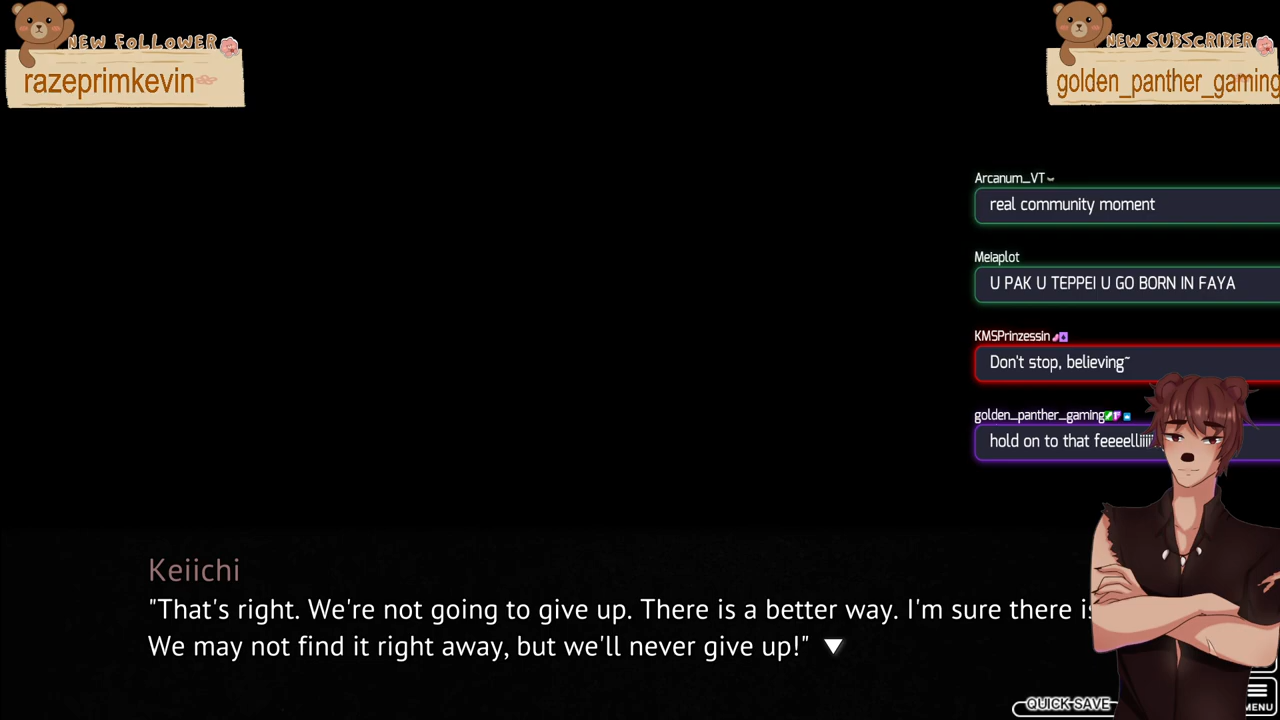 NEW FOLLOWER
razeprimkevin
NEW SUBSCRIBER
golden_panther_gaming
Arcanum_VT
real community moment
Meiaplot
U PAK U TEPPEI U GO BORN IN FAYA
KMSPrinzessin
Don't stop, believing~
golden_panther_gaming
hold on to that feeeelliiii
Keiichi
"That's right. We're not going to give up. There is a better way. I'm sure there is
We may not find it right away, but we'll never give up!"
QUICK SAVE
MENU